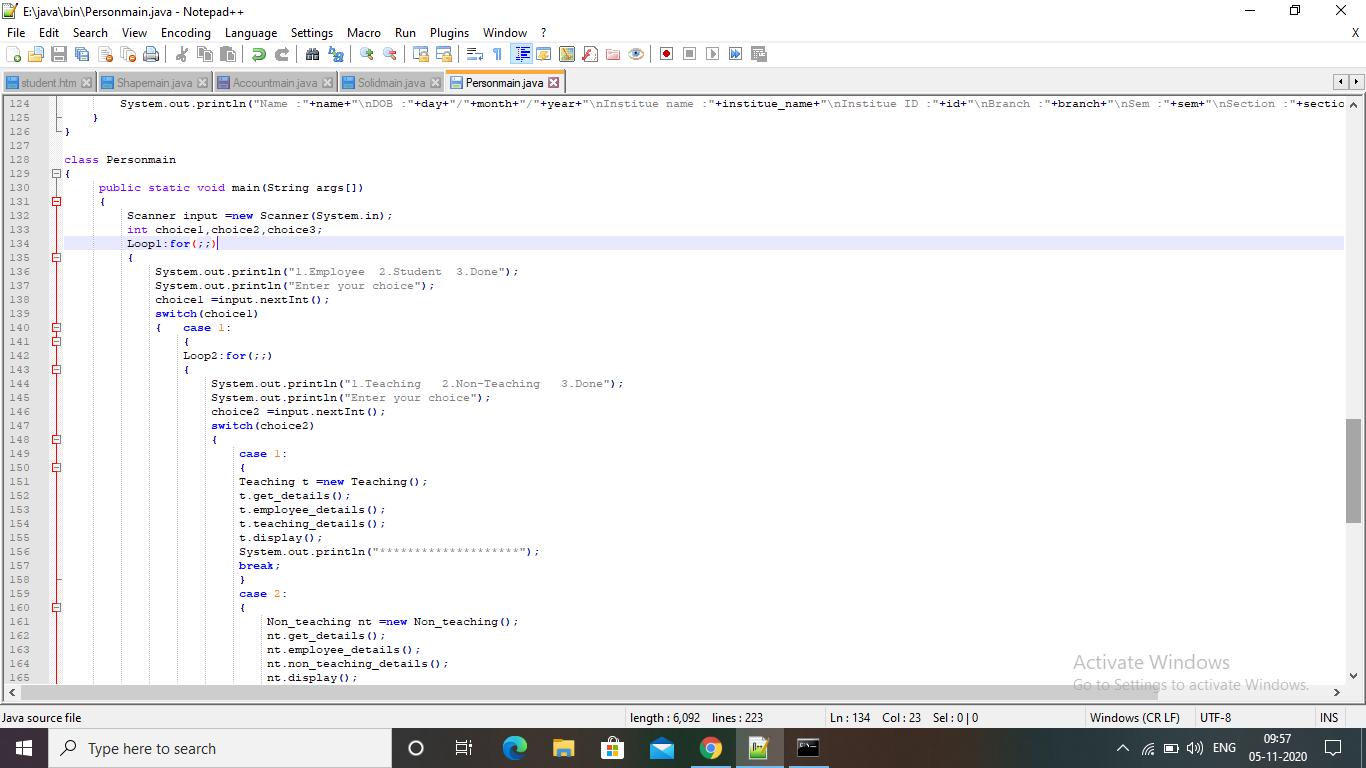 E:\java\bin\Personmain.java - Notepad++
File Edit Search View Encoding Language Settings Macro Run Plugins Window ? X
student.htm Shapemain.java Accountmain.java Solidmain.java Personmain.java
124 System.out.println("Name :"+name+"\nDOB :"+day+"/"+month+"/"+year+"\nInstitue name :"+institue_name+"\nInstitue ID :"+id+"\nBranch :"+branch+"\nSem :"+sem+"\nSection :"+sectio
125 }
126 }
127
128 class Personmain
129 {
130 public static void main(String args[])
131 {
132 Scanner input =new Scanner(System.in);
133 int choice1,choice2,choice3;
134 Loop1:for(;;)
135 {
136 System.out.println("1.Employee  2.Student  3.Done");
137 System.out.println("Enter your choice");
138 choice1 =input.nextInt();
139 switch(choice1)
140 { case 1:
141 {
142 Loop2:for(;;)
143 {
144 System.out.println("1.Teaching   2.Non-Teaching   3.Done");
145 System.out.println("Enter your choice");
146 choice2 =input.nextInt();
147 switch(choice2)
148 {
149 case 1:
150 {
151 Teaching t =new Teaching();
152 t.get_details();
153 t.employee_details();
154 t.teaching_details();
155 t.display();
156 System.out.println("********************");
157 break;
158 }
159 case 2:
160 {
161 Non_teaching nt =new Non_teaching();
162 nt.get_details();
163 nt.employee_details();
164 nt.non_teaching_details();
165 nt.display();
Activate Windows
Go to Settings to activate Windows.
Java source file length : 6,092 lines : 223 Ln : 134 Col : 23 Sel : 0 | 0 Windows (CR LF) UTF-8 INS
Type here to search ENG 09:57
05-11-2020